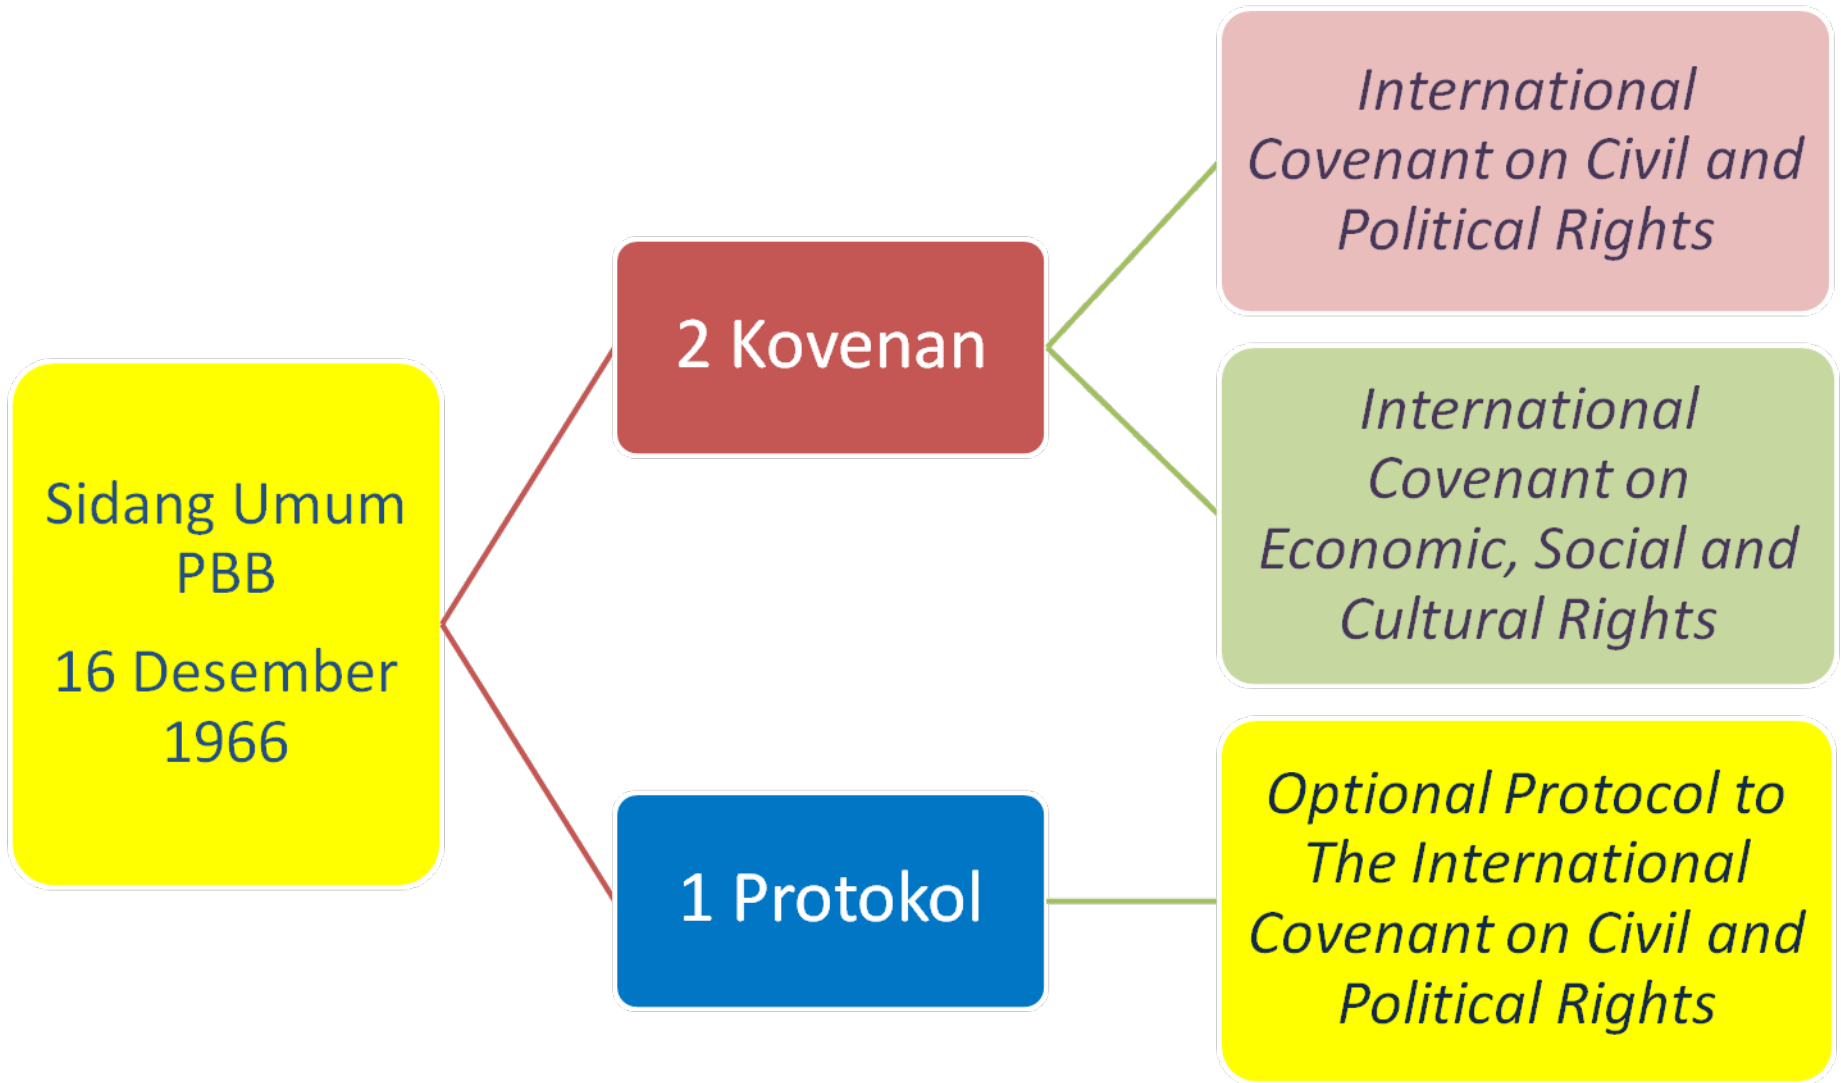 Sidang Umum
PBB
16 Desember
1966
2 Kovenan
1 Protokol
International
Covenant on Civil and
Political Rights
International
Covenant on
Economic, Social and
Cultural Rights
Optional Protocol to
The International
Covenant on Civil and
Political Rights